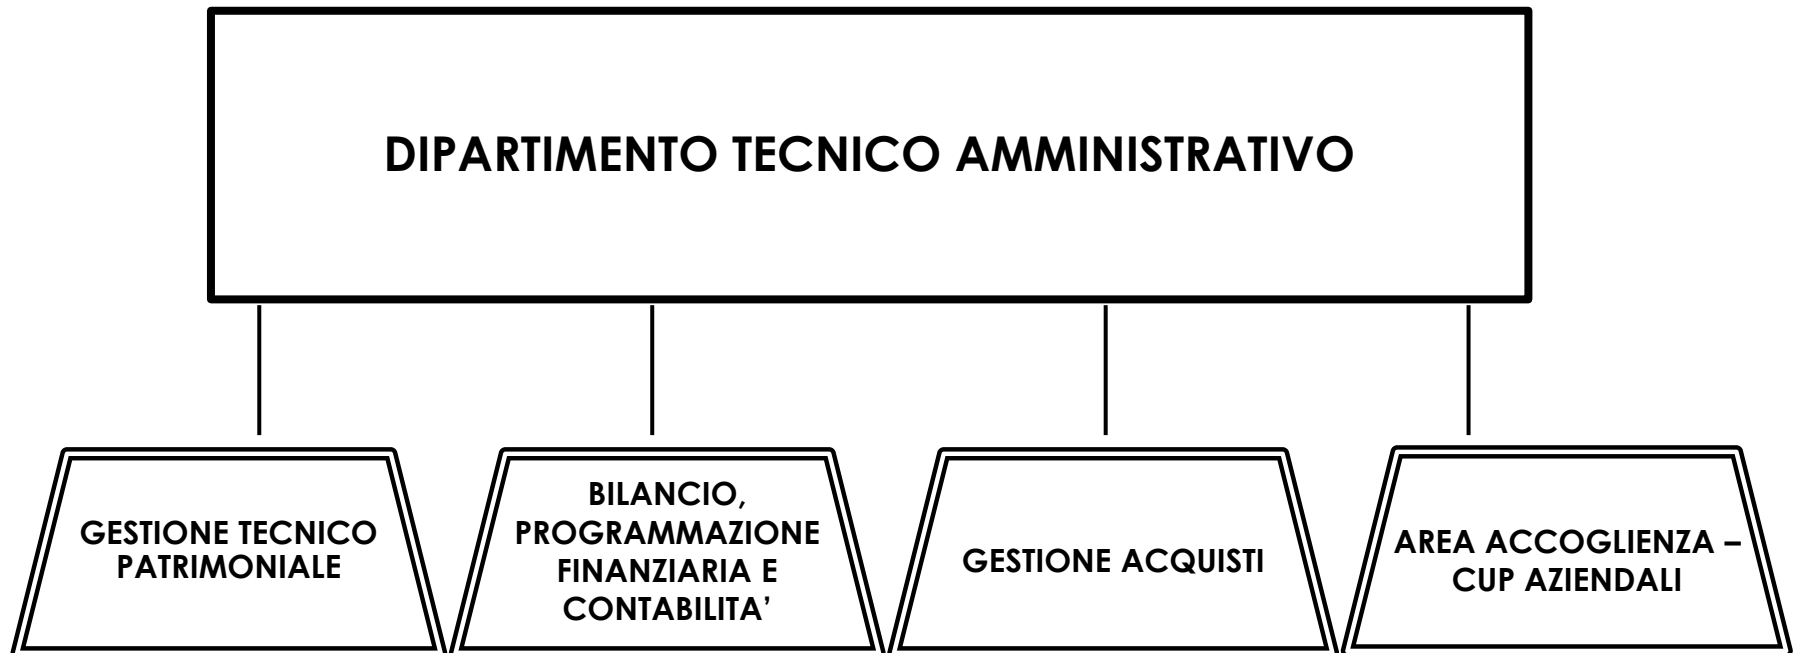 DIPARTIMENTO TECNICO AMMINISTRATIVO
GESTIONE TECNICO
PATRIMONIALE
BILANCIO,
PROGRAMMAZIONE
FINANZIARIA E
CONTABILITA’
GESTIONE ACQUISTI
AREA ACCOGLIENZA –
CUP AZIENDALI